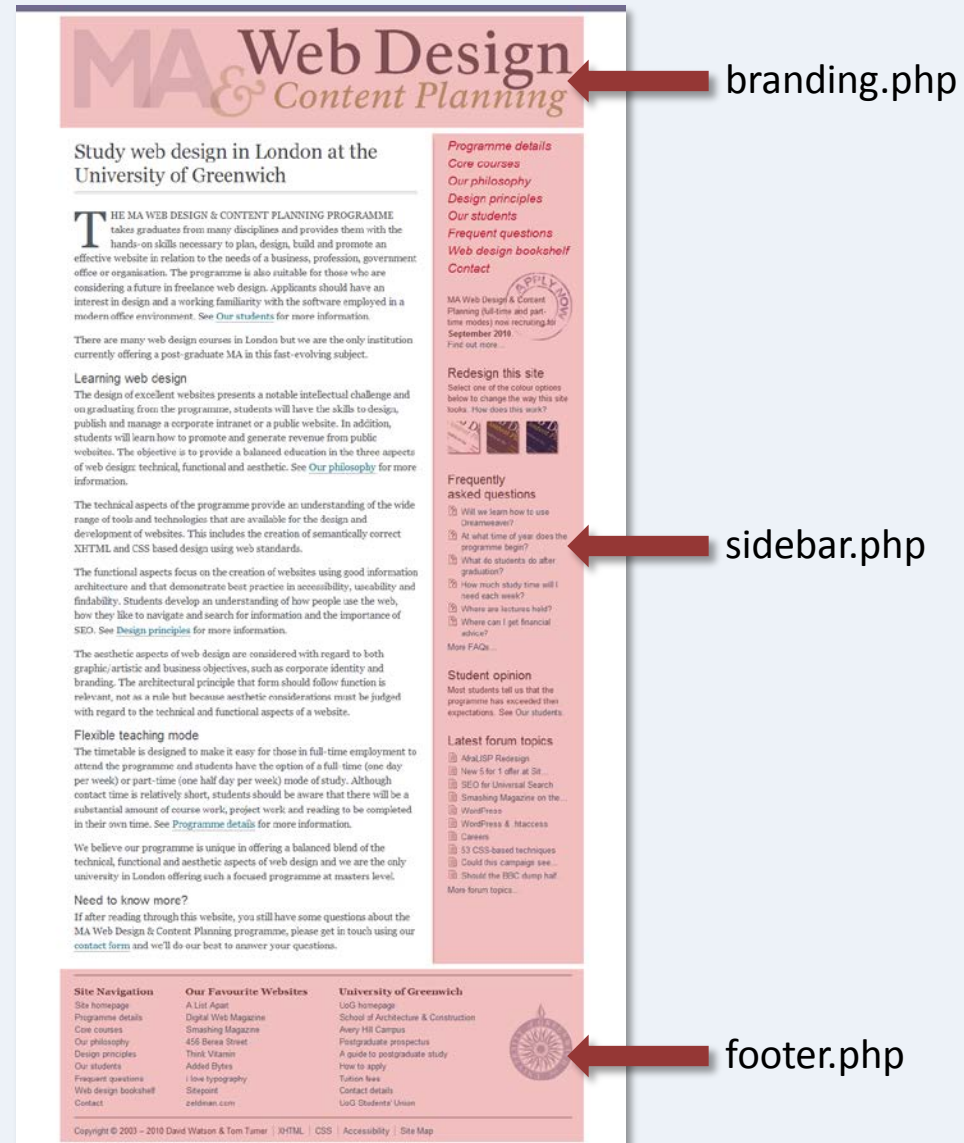 MA Web Design
& Content Planning
branding.php
Study web design in London at the
University of Greenwich
THE MA WEB DESIGN & CONTENT PLANNING PROGRAMME
takes graduates from many disciplines and provides them with the
hands-on skills necessary to plan, design, build and promote an
effective website in relation to the needs of a business, profession, government
office or organisation. The programme is also suitable for those who are
considering a future in freelance web design. Applicants should have an
interest in design and a working familiarity with the software employed in a
modern office environment. See Our students for more information.
There are many web design courses in London but we are the only institution
currently offering a post-graduate MA in this fast-evolving subject.
Learning web design
The design of excellent websites presents a notable intellectual challenge and
on graduating from the programme, students will have the skills to design,
publish and manage a corporate intranet or a public website. In addition,
students will learn how to promote and generate revenue from public
websites. The objective is to provide a balanced education in the three aspects
of web design: technical, functional and aesthetic. See Our philosophy for more
information.
The technical aspects of the programme provide an understanding of the wide
range of tools and technologies that are available for the design and
development of websites. This includes the creation of semantically correct
XHTML and CSS based design using web standards.
The functional aspects focus on the creation of websites using good information
architecture and that demonstrate best practice in accessibility, useability and
findability. Students develop an understanding of how people use the web,
how they like to navigate and search for information and the importance of
SEO. See Design principles for more information.
The aesthetic aspects of web design are considered with regard to both
graphic/artistic and business objectives, such as corporate identity and
branding. The architectural principle that form should follow function is
relevant, not as a rule but because aesthetic considerations must be judged
with regard to the technical and functional aspects of a website.
Flexible teaching mode
The timetable is designed to make it easy for those in full-time employment to
attend the programme and students have the option of a full-time (one day
per week) or part-time (one half day per week) mode of study. Although
contact time is relatively short, students should be aware that there will be a
substantial amount of course work, project work and reading to be completed
in their own time. See Programme details for more information.
We believe our programme is unique in offering a balanced blend of the
technical, functional and aesthetic aspects of web design and we are the only
university in London offering such a focused programme at masters level.
Need to know more?
If after reading through this website, you still have some questions about the
MA Web Design & Content Planning programme, please get in touch using our
contact form and we'll do our best to answer your questions.
Programme details
Core courses
Our philosophy
Design principles
Our students
Frequent questions
Web design bookshelf
Contact
APPLY NOW
MA Web Design & Content
Planning (full-time and part-
time modes) now recruiting for
September 2010.
Find out more...
Redesign this site
Select one of the colour options
below to change the way this site
looks. How does this work?
Frequently
asked questions
Will we learn how to use
Dreamweaver?
At what time of year does the
programme begin?
What do students do after
graduation?
How much study time will I
need each week?
Where are lectures held?
Where can I get financial
advice?
More FAQs...
Student opinion
Most students tell us that the
programme has exceeded their
expectations. See Our students.
Latest forum topics
AfraLISP Redesign
New 5 for 1 offer at Sit...
SEO for Universal Search
Smashing Magazine on the...
WordPress
WordPress & .htaccess
Careers
53 CSS-based techniques
Could this campaign see...
Should the BBC dump half...
More forum topics...
sidebar.php
Site Navigation
Site homepage
Programme details
Core courses
Our philosophy
Design principles
Our students
Frequent questions
Web design bookshelf
Contact
Our Favourite Websites
A List Apart
Digital Web Magazine
Smashing Magazine
456 Berea Street
Think Vitamin
Added Bytes
i love typography
Sitepoint
zeldman.com
University of Greenwich
UoG homepage
School of Architecture & Construction
Avery Hill Campus
Postgraduate prospectus
A guide to postgraduate study
How to apply
Tuition fees
Contact details
UoG Students' Union
footer.php
Copyright © 2003 – 2010 David Watson & Tom Turner | XHTML | CSS | Accessibility | Site Map